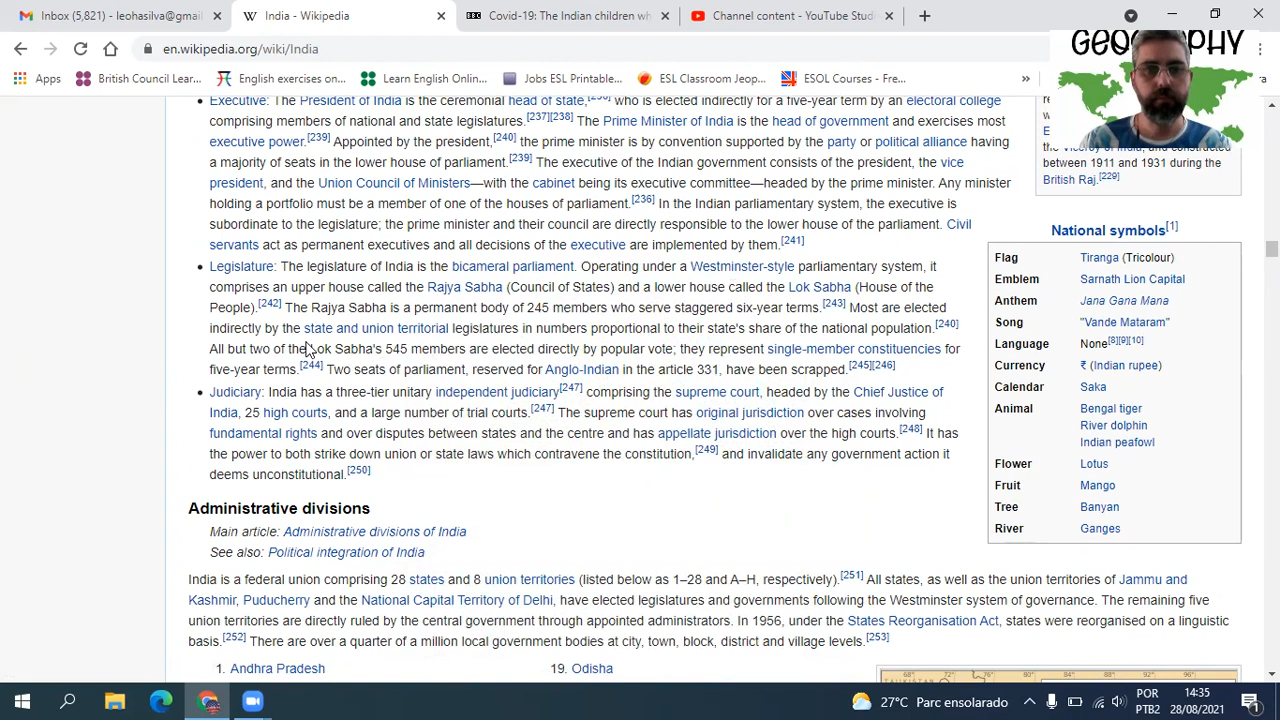 Inbox (5,821) - leohasilva@gmail
India - Wikipedia
Covid-19: The Indian children wh
Channel content - YouTube Studi
en.wikipedia.org/wiki/India
GEOGRAPHY
Apps
British Council Lear...
English exercises on...
Learn English Onlin...
Jobs ESL Printable...
ESL Classroom Jeop...
ESOL Courses - Free...
»
• Executive: The President of India is the ceremonial head of state, who is elected indirectly for a five-year term by an electoral college
comprising members of national and state legislatures.[237][238] The Prime Minister of India is the head of government and exercises most
executive power.[239] Appointed by the president,[240] the prime minister is by convention supported by the party or political alliance having
a majority of seats in the lower house of parliament.[239] The executive of the Indian government consists of the president, the vice
president, and the Union Council of Ministers—with the cabinet being its executive committee—headed by the prime minister. Any minister
holding a portfolio must be a member of one of the houses of parliament.[236] In the Indian parliamentary system, the executive is
subordinate to the legislature; the prime minister and their council are directly responsible to the lower house of the parliament. Civil
servants act as permanent executives and all decisions of the executive are implemented by them.[241]
• Legislature: The legislature of India is the bicameral parliament. Operating under a Westminster-style parliamentary system, it
comprises an upper house called the Rajya Sabha (Council of States) and a lower house called the Lok Sabha (House of the
People).[242] The Rajya Sabha is a permanent body of 245 members who serve staggered six-year terms.[243] Most are elected
indirectly by the state and union territorial legislatures in numbers proportional to their state's share of the national population.[240]
All but two of the Lok Sabha's 545 members are elected directly by popular vote; they represent single-member constituencies for
five-year terms.[244] Two seats of parliament, reserved for Anglo-Indian in the article 331, have been scrapped.[245][246]
• Judiciary: India has a three-tier unitary independent judiciary[247] comprising the supreme court, headed by the Chief Justice of
India, 25 high courts, and a large number of trial courts.[247] The supreme court has original jurisdiction over cases involving
fundamental rights and over disputes between states and the centre and has appellate jurisdiction over the high courts.[248] It has
the power to both strike down union or state laws which contravene the constitution,[249] and invalidate any government action it
deems unconstitutional.[250]
Administrative divisions
Main article: Administrative divisions of India
See also: Political integration of India
India is a federal union comprising 28 states and 8 union territories (listed below as 1–28 and A–H, respectively).[251] All states, as well as the union territories of Jammu and
Kashmir, Puducherry and the National Capital Territory of Delhi, have elected legislatures and governments following the Westminster system of governance. The remaining five
union territories are directly ruled by the central government through appointed administrators. In 1956, under the States Reorganisation Act, states were reorganised on a linguistic
basis.[252] There are over a quarter of a million local government bodies at city, town, block, district and village levels.[253]
1. Andhra Pradesh
19. Odisha
the Viceroy of India, and constructed
between 1911 and 1931 during the
British Raj.[229]
National symbols[1]
Flag Tiranga (Tricolour)
Emblem Sarnath Lion Capital
Anthem Jana Gana Mana
Song "Vande Mataram"
Language None[8][9][10]
Currency ₹ (Indian rupee)
Calendar Saka
Animal Bengal tiger
River dolphin
Indian peafowl
Flower Lotus
Fruit Mango
Tree Banyan
River Ganges
68° 72° 76° 80° 84° 88° 92° 96°
27°C Parc ensolarado
POR
PTB2
14:35
28/08/2021
1